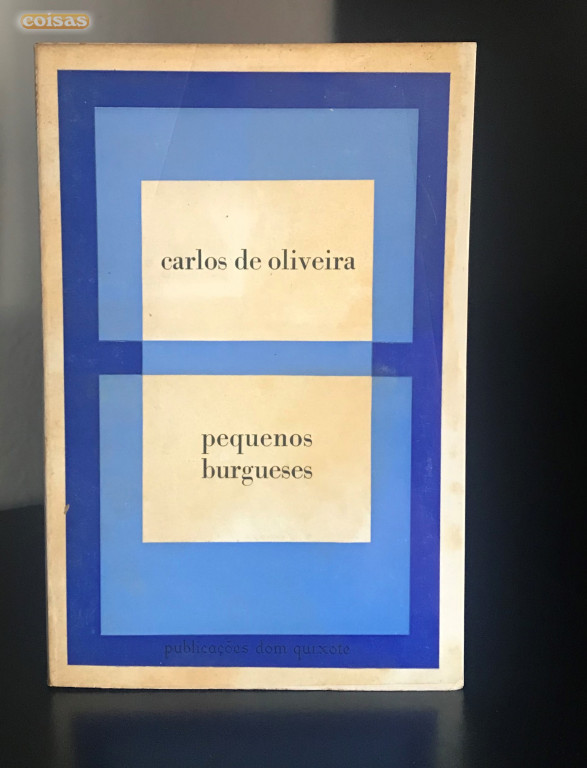 coisas
carlos de oliveira
pequenos
burgueses
publicações dom quixote